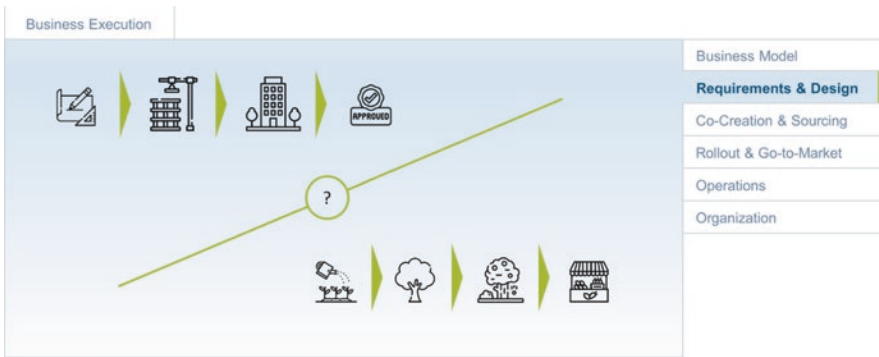 Business Execution
Business Model
Requirements & Design
Co-Creation & Sourcing
Rollout & Go-to-Market
Operations
Organization
APPROVED
?